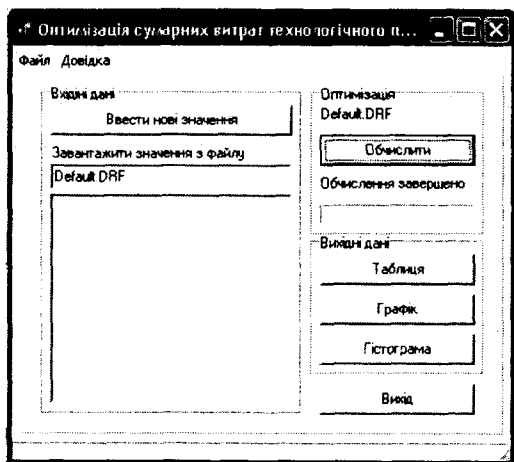 Оптимізація сумарних витрат технологічного п...
Файл Довідка
Вхідні дані
Ввести нові значення
Завантажити значення з файлу
Default.DRF
Оптимізація
Default.DRF
Обчислити
Обчислення завершено
Вихідні дані
Таблиця
Графік
Гістограма
Вихід